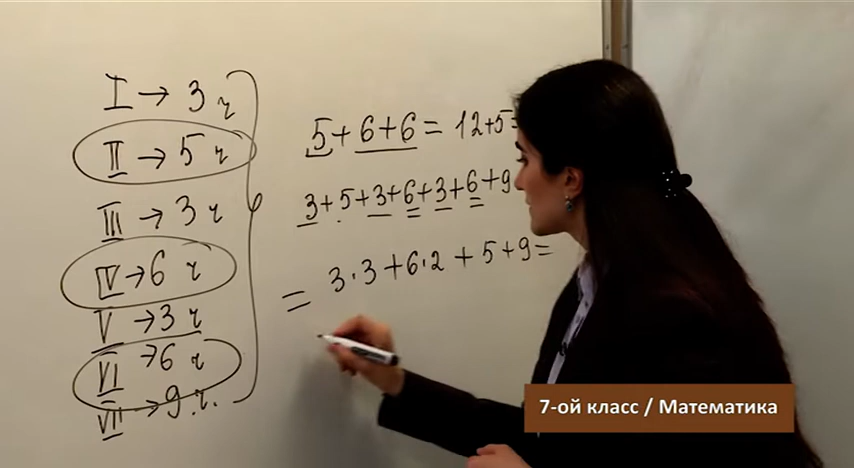 I → 3 ч
II → 5 ч
III → 3 ч
IV → 6 ч
V → 3 ч
VI → 6 ч
VII → 9 ч.
5 + 6 + 6 = 12 + 5 =
3 + 5 + 3 + 6 + 3 + 6 + 9
= 3 · 3 + 6 · 2 + 5 + 9 =
7-ой класс / Математика